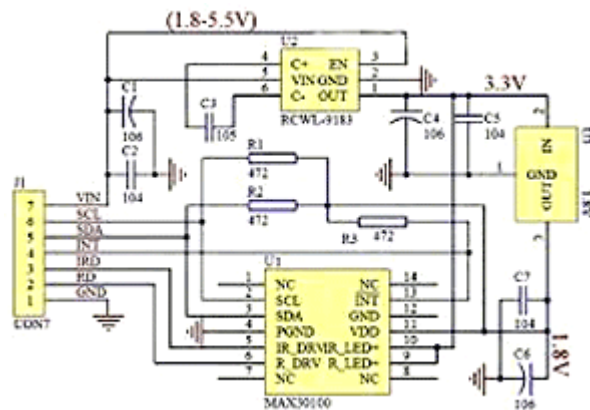 (1.8-5.5V)
U2
4 C+ EN 3
5 VIN GND 2
6 C- OUT 1
RCWL-9183
3.3V
C1
106
C2
104
C3
105
C4
106
C5
104
2
IN
1 GND
OUT
3
1.8V
R1
472
R2
472
R3
472
J1
7 VIN
6 SCL
5 SDA
4 INT
3 IRD
2 RD
1 GND
CON7
U1
1 NC NC 14
2 SCL INT 13
3 SDA GND 12
4 PGND VDD 11
5 IR_DRV IR_LED+ 10
6 R_DRV R_LED+ 9
7 NC NC 8
MAX30100
C7
104
1.8V
C6
106